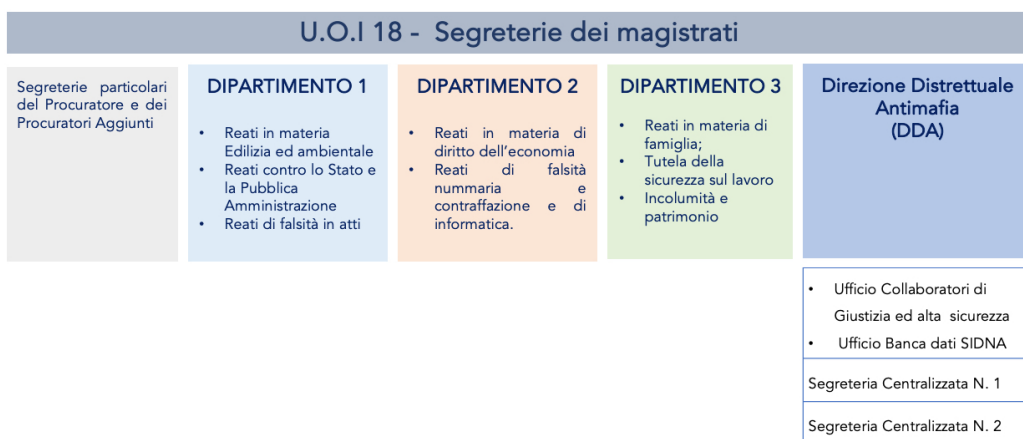 U.O.I 18 - Segreterie dei magistrati
Segreterie particolari
del Procuratore e dei
Procuratori Aggiunti
DIPARTIMENTO 1
• Reati in materia
Edilizia ed ambientale
• Reati contro lo Stato e
la Pubblica
Amministrazione
• Reati di falsità in atti
DIPARTIMENTO 2
• Reati in materia di
diritto dell'economia
• Reati di falsità
nummaria e
contraffazione e di
informatica.
DIPARTIMENTO 3
• Reati in materia di
famiglia;
• Tutela della
sicurezza sul lavoro
• Incolumità e
patrimonio
Direzione Distrettuale
Antimafia
(DDA)
• Ufficio Collaboratori di
Giustizia ed alta sicurezza
• Ufficio Banca dati SIDNA
Segreteria Centralizzata N. 1
Segreteria Centralizzata N. 2